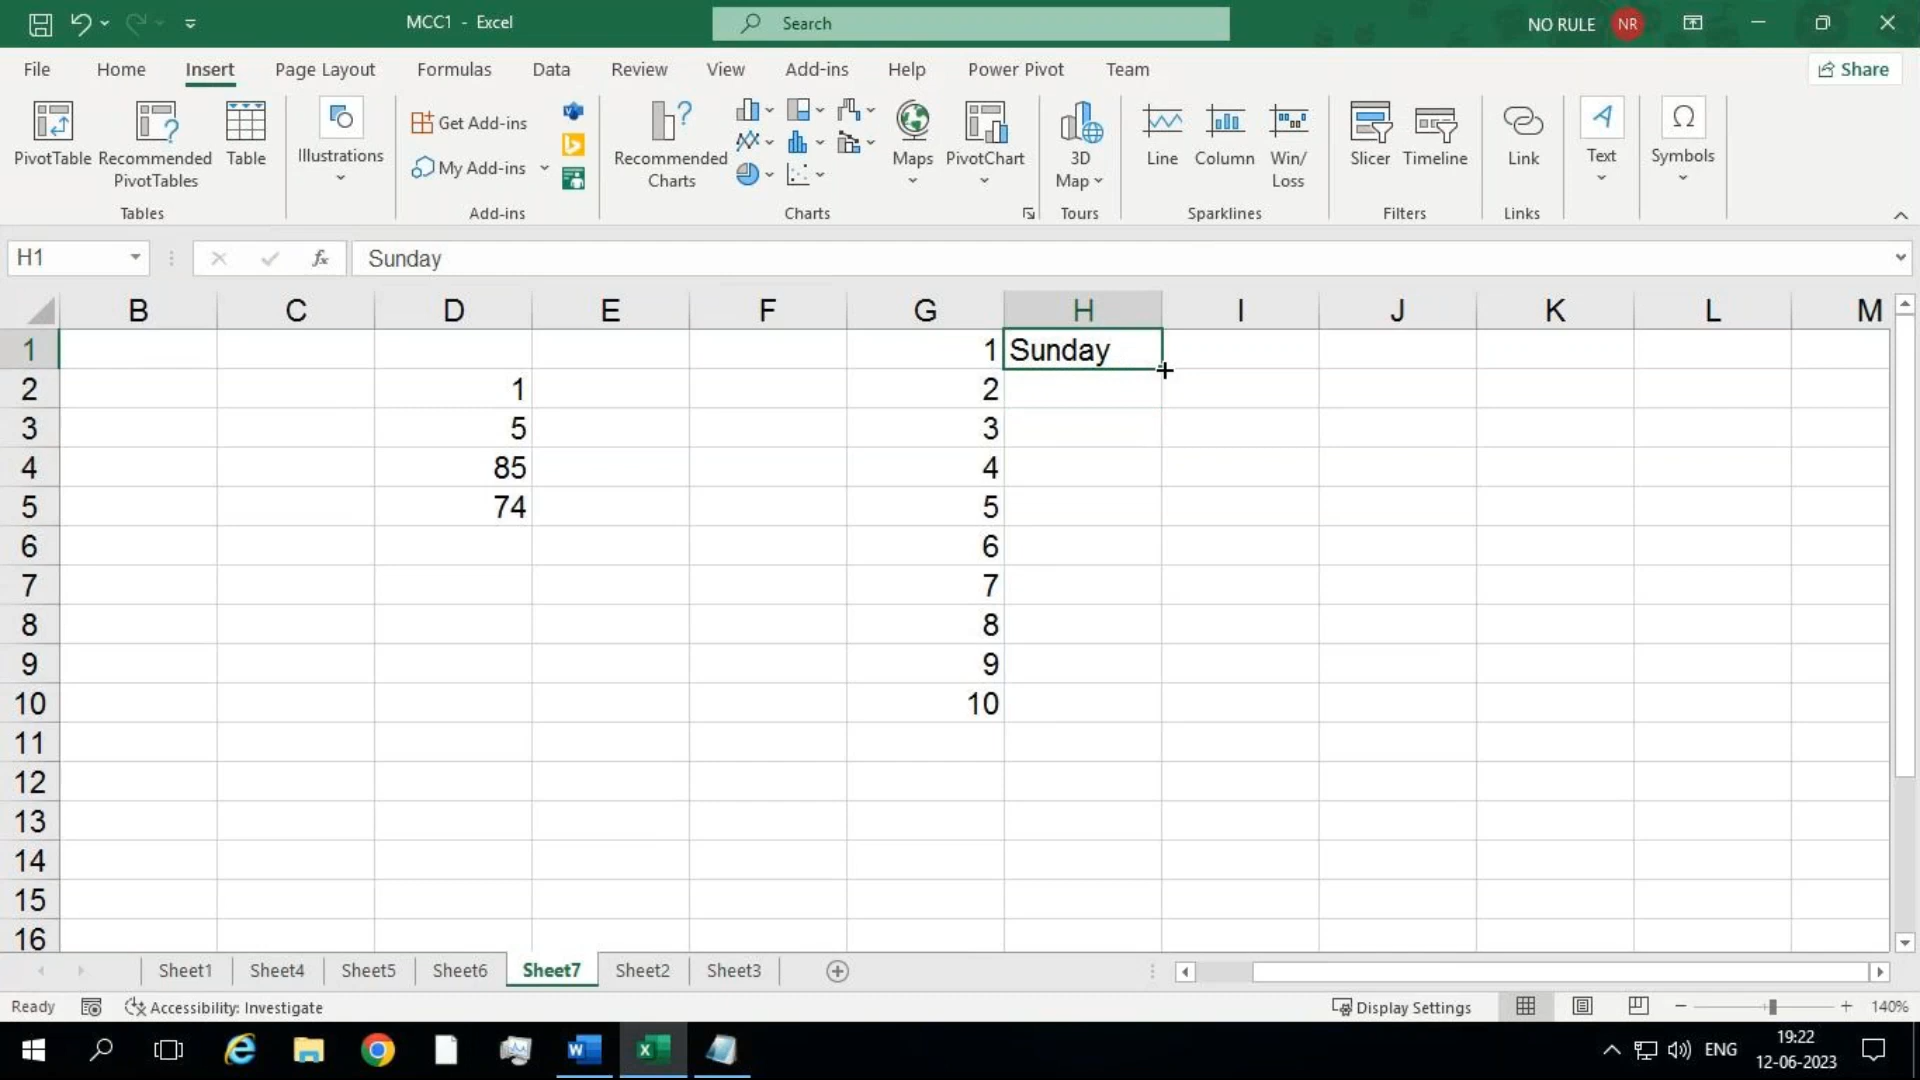 MCC1 - Excel
Search
NO RULE NR
File Home Insert Page Layout Formulas Data Review View Add-ins Help Power Pivot Team Share
PivotTable Recommended PivotTables Table
Tables
Illustrations
Get Add-ins
My Add-ins
Add-ins
Recommended Charts
Maps PivotChart
Charts
3D Map
Tours
Line Column Win/Loss
Sparklines
Slicer Timeline
Filters
Link
Links
Text
Symbols
H1 fx Sunday
B C D E F G H I J K L M
1 1 Sunday
2 1 2
3 5 3
4 85 4
5 74 5
6 6
7 7
8 8
9 9
10 10
11
12
13
14
15
16
Sheet1 Sheet4 Sheet5 Sheet6 Sheet7 Sheet2 Sheet3
Ready Accessibility: Investigate Display Settings 140%
ENG 19:22
12-06-2023